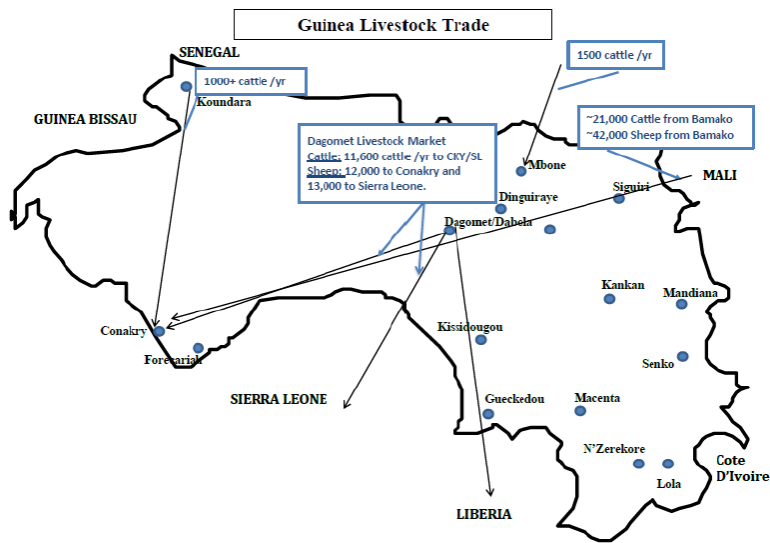 Guinea Livestock Trade
SENEGAL
1500 cattle /yr
1000+ cattle /yr
Koundara
GUINEA BISSAU
~21,000 Cattle from Bamako
~42,000 Sheep from Bamako
Dagomet Livestock Market
Cattle: 11,600 cattle /yr to CKY/SL
Sheep: 12,000 to Conakry and
13,000 to Sierra Leone.
Mbone
MALI
Dinguiraye
Siguiri
Dagomet/Dabola
Kankan
Mandiana
Conakry
Kissidougou
Forecariah
Senko
SIERRA LEONE
Gueckedou
Macenta
N'Zerekore
Cote
D'Ivoire
Lola
LIBERIA